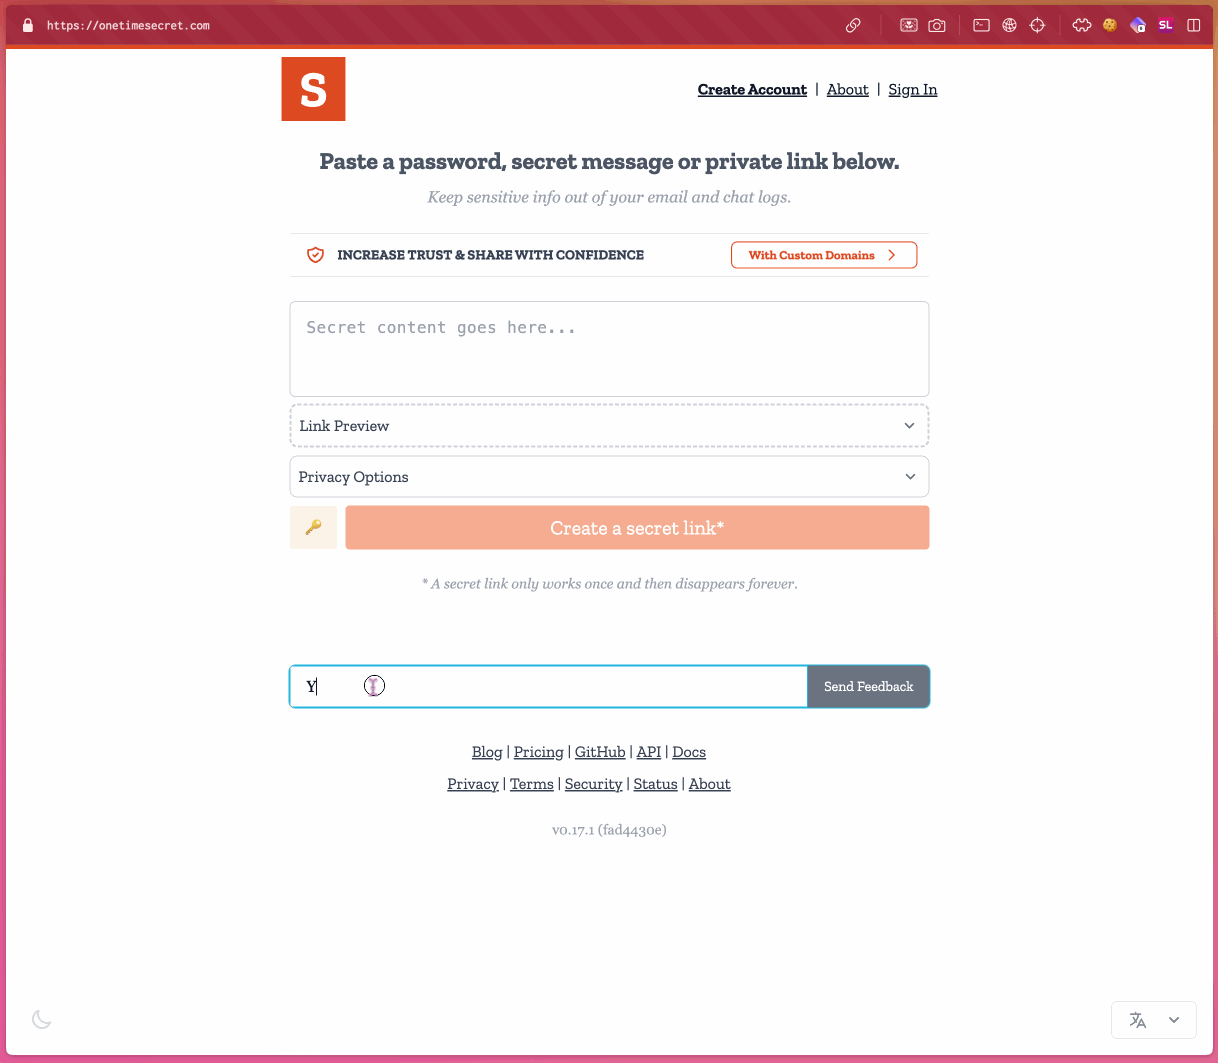 https://onetimesecret.com
SL
S
Create Account | About | Sign In
Paste a password, secret message or private link below.
Keep sensitive info out of your email and chat logs.
INCREASE TRUST & SHARE WITH CONFIDENCE
With Custom Domains
Secret content goes here...
Link Preview
Privacy Options
Create a secret link*
* A secret link only works once and then disappears forever.
Y
Send Feedback
Blog | Pricing | GitHub | API | Docs
Privacy | Terms | Security | Status | About
v0.17.1 (fad4430e)